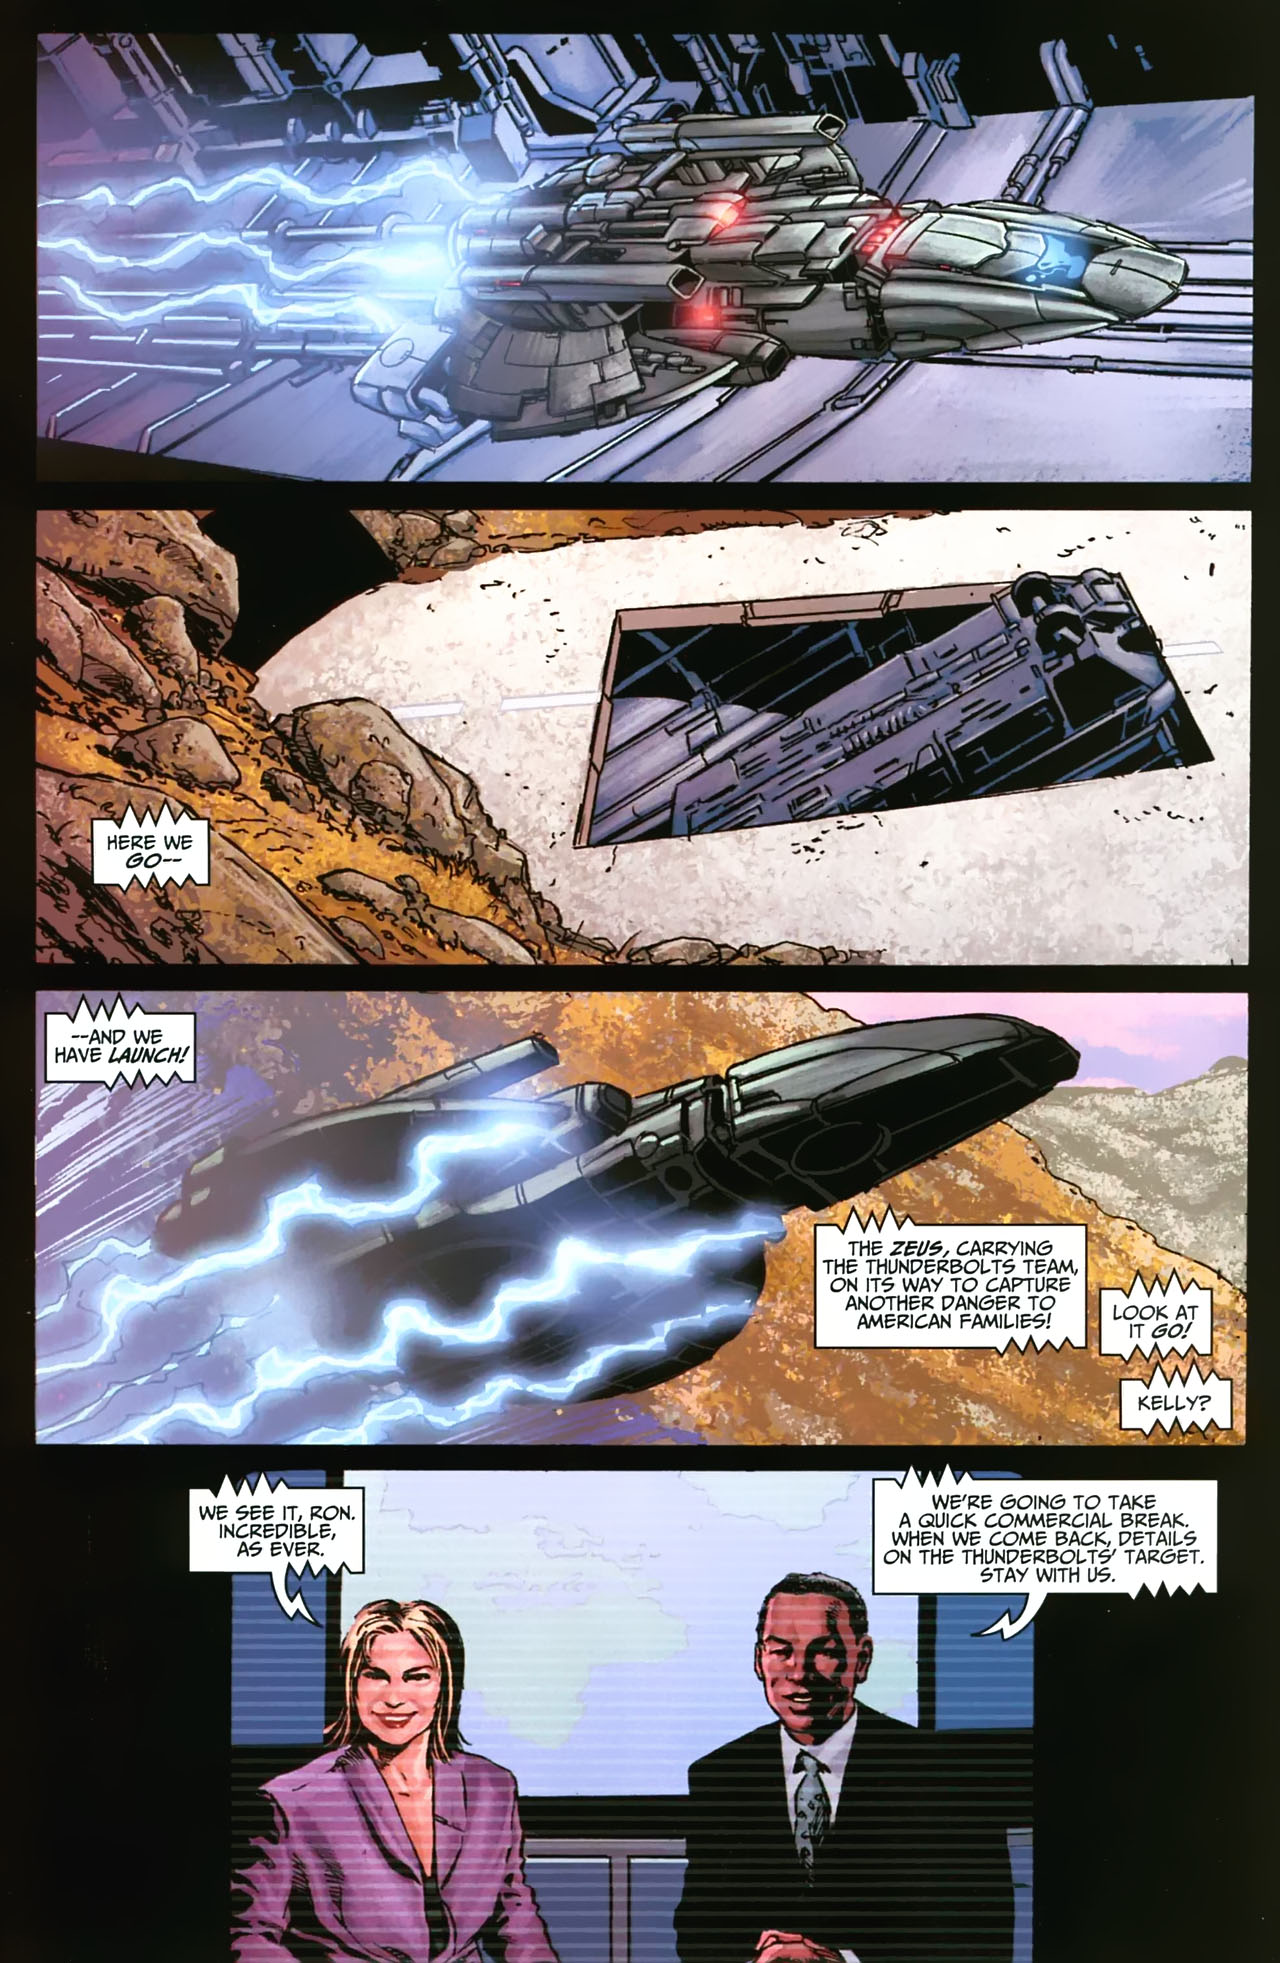 HERE WE
GO--
--AND WE
HAVE LAUNCH!
THE ZEUS, CARRYING
THE THUNDERBOLTS TEAM,
ON ITS WAY TO CAPTURE
ANOTHER DANGER TO
AMERICAN FAMILIES!
LOOK AT
IT GO!
KELLY?
WE SEE IT, RON.
INCREDIBLE,
AS EVER.
WE'RE GOING TO TAKE
A QUICK COMMERCIAL BREAK.
WHEN WE COME BACK, DETAILS
ON THE THUNDERBOLTS' TARGET.
STAY WITH US.